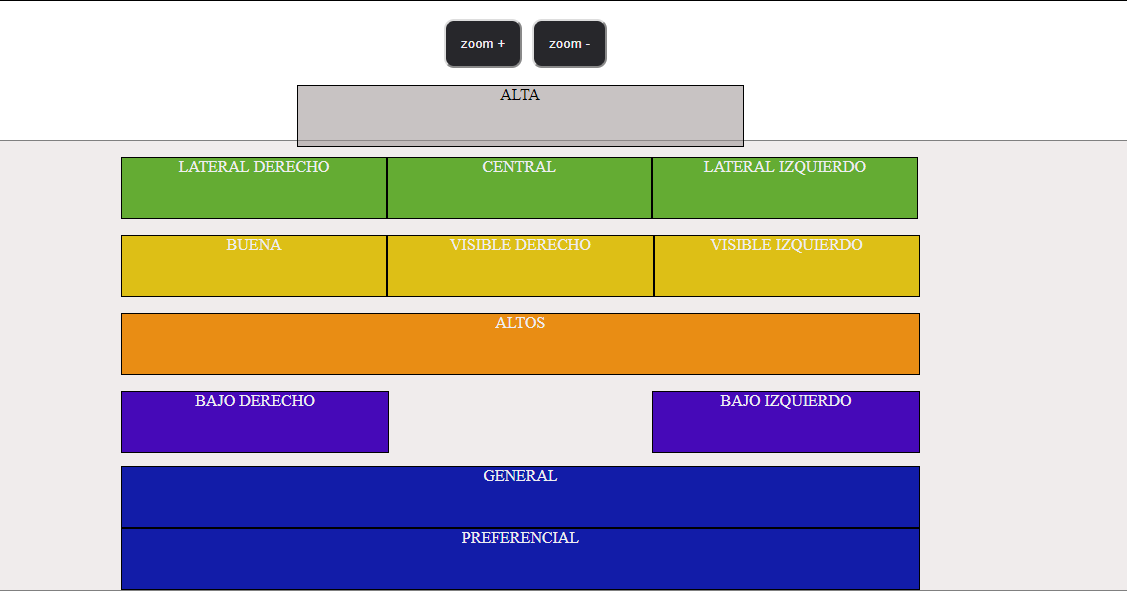 zoom + zoom -
ALTA
LATERAL DERECHO CENTRAL LATERAL IZQUIERDO
BUENA VISIBLE DERECHO VISIBLE IZQUIERDO
ALTOS
BAJO DERECHO BAJO IZQUIERDO
GENERAL
PREFERENCIAL